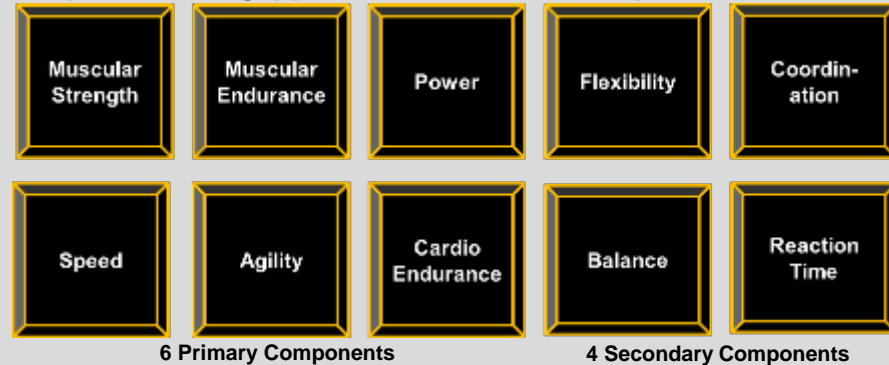 Muscular
Strength
Muscular
Endurance
Power
Flexibility
Coordin-
ation
Speed
Agility
Cardio
Endurance
Balance
Reaction
Time
6 Primary Components
4 Secondary Components